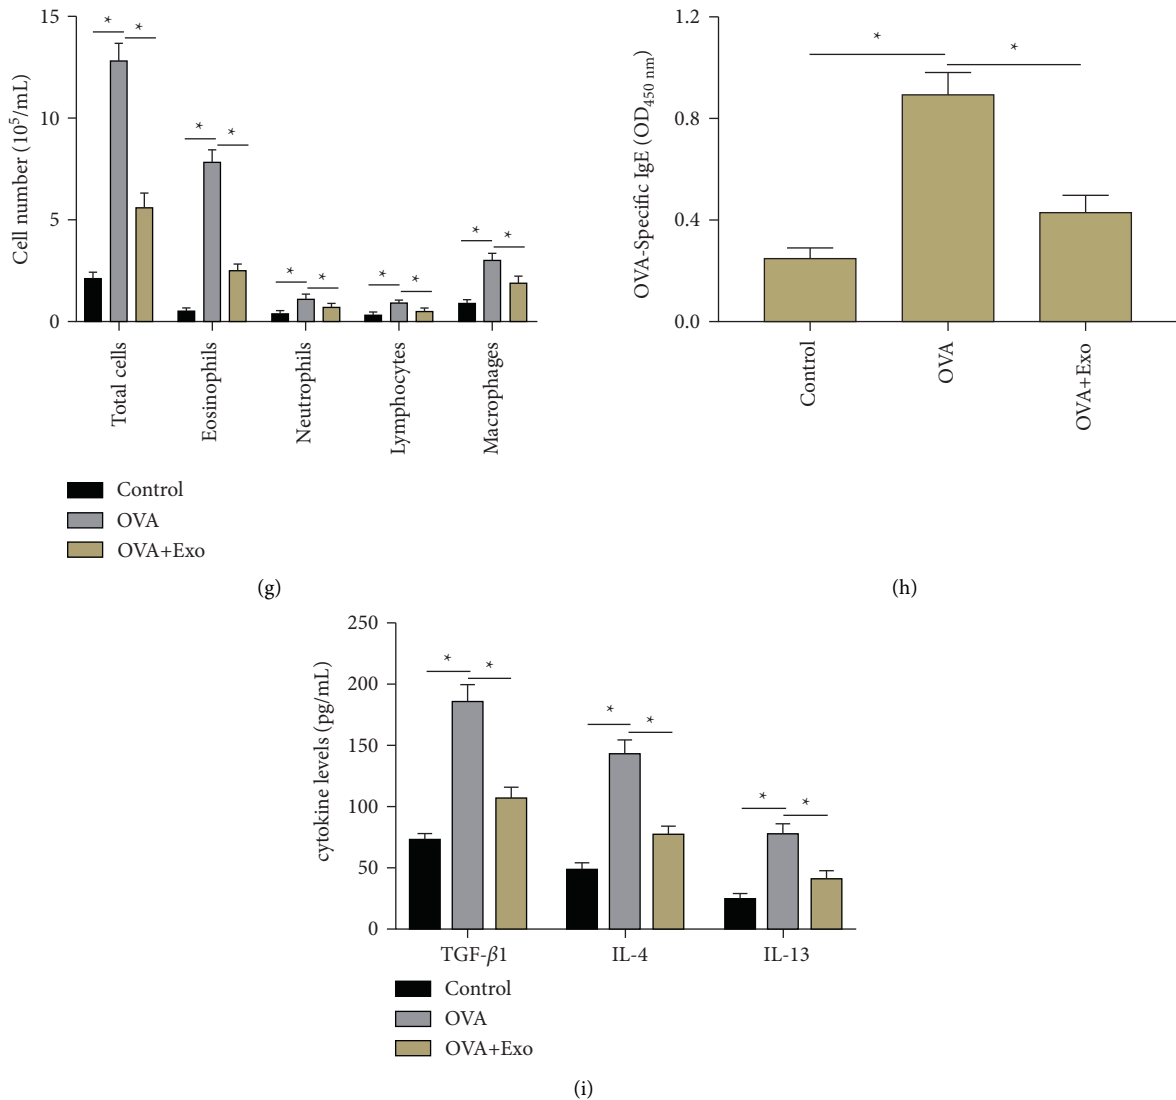 15
10
5
0
Cell number (10⁵/mL)
* *
* *
* *
* *
* *
Total cells
Eosinophils
Neutrophils
Lymphocytes
Macrophages
Control
OVA
OVA+Exo
(g)
1.2
0.8
0.4
0.0
OVA-Specific IgE (OD₄₅₀ ₙₘ)
* *
Control
OVA
OVA+Exo
(h)
250
200
150
100
50
0
cytokine levels (pg/mL)
* *
* *
* *
TGF-β1
IL-4
IL-13
Control
OVA
OVA+Exo
(i)